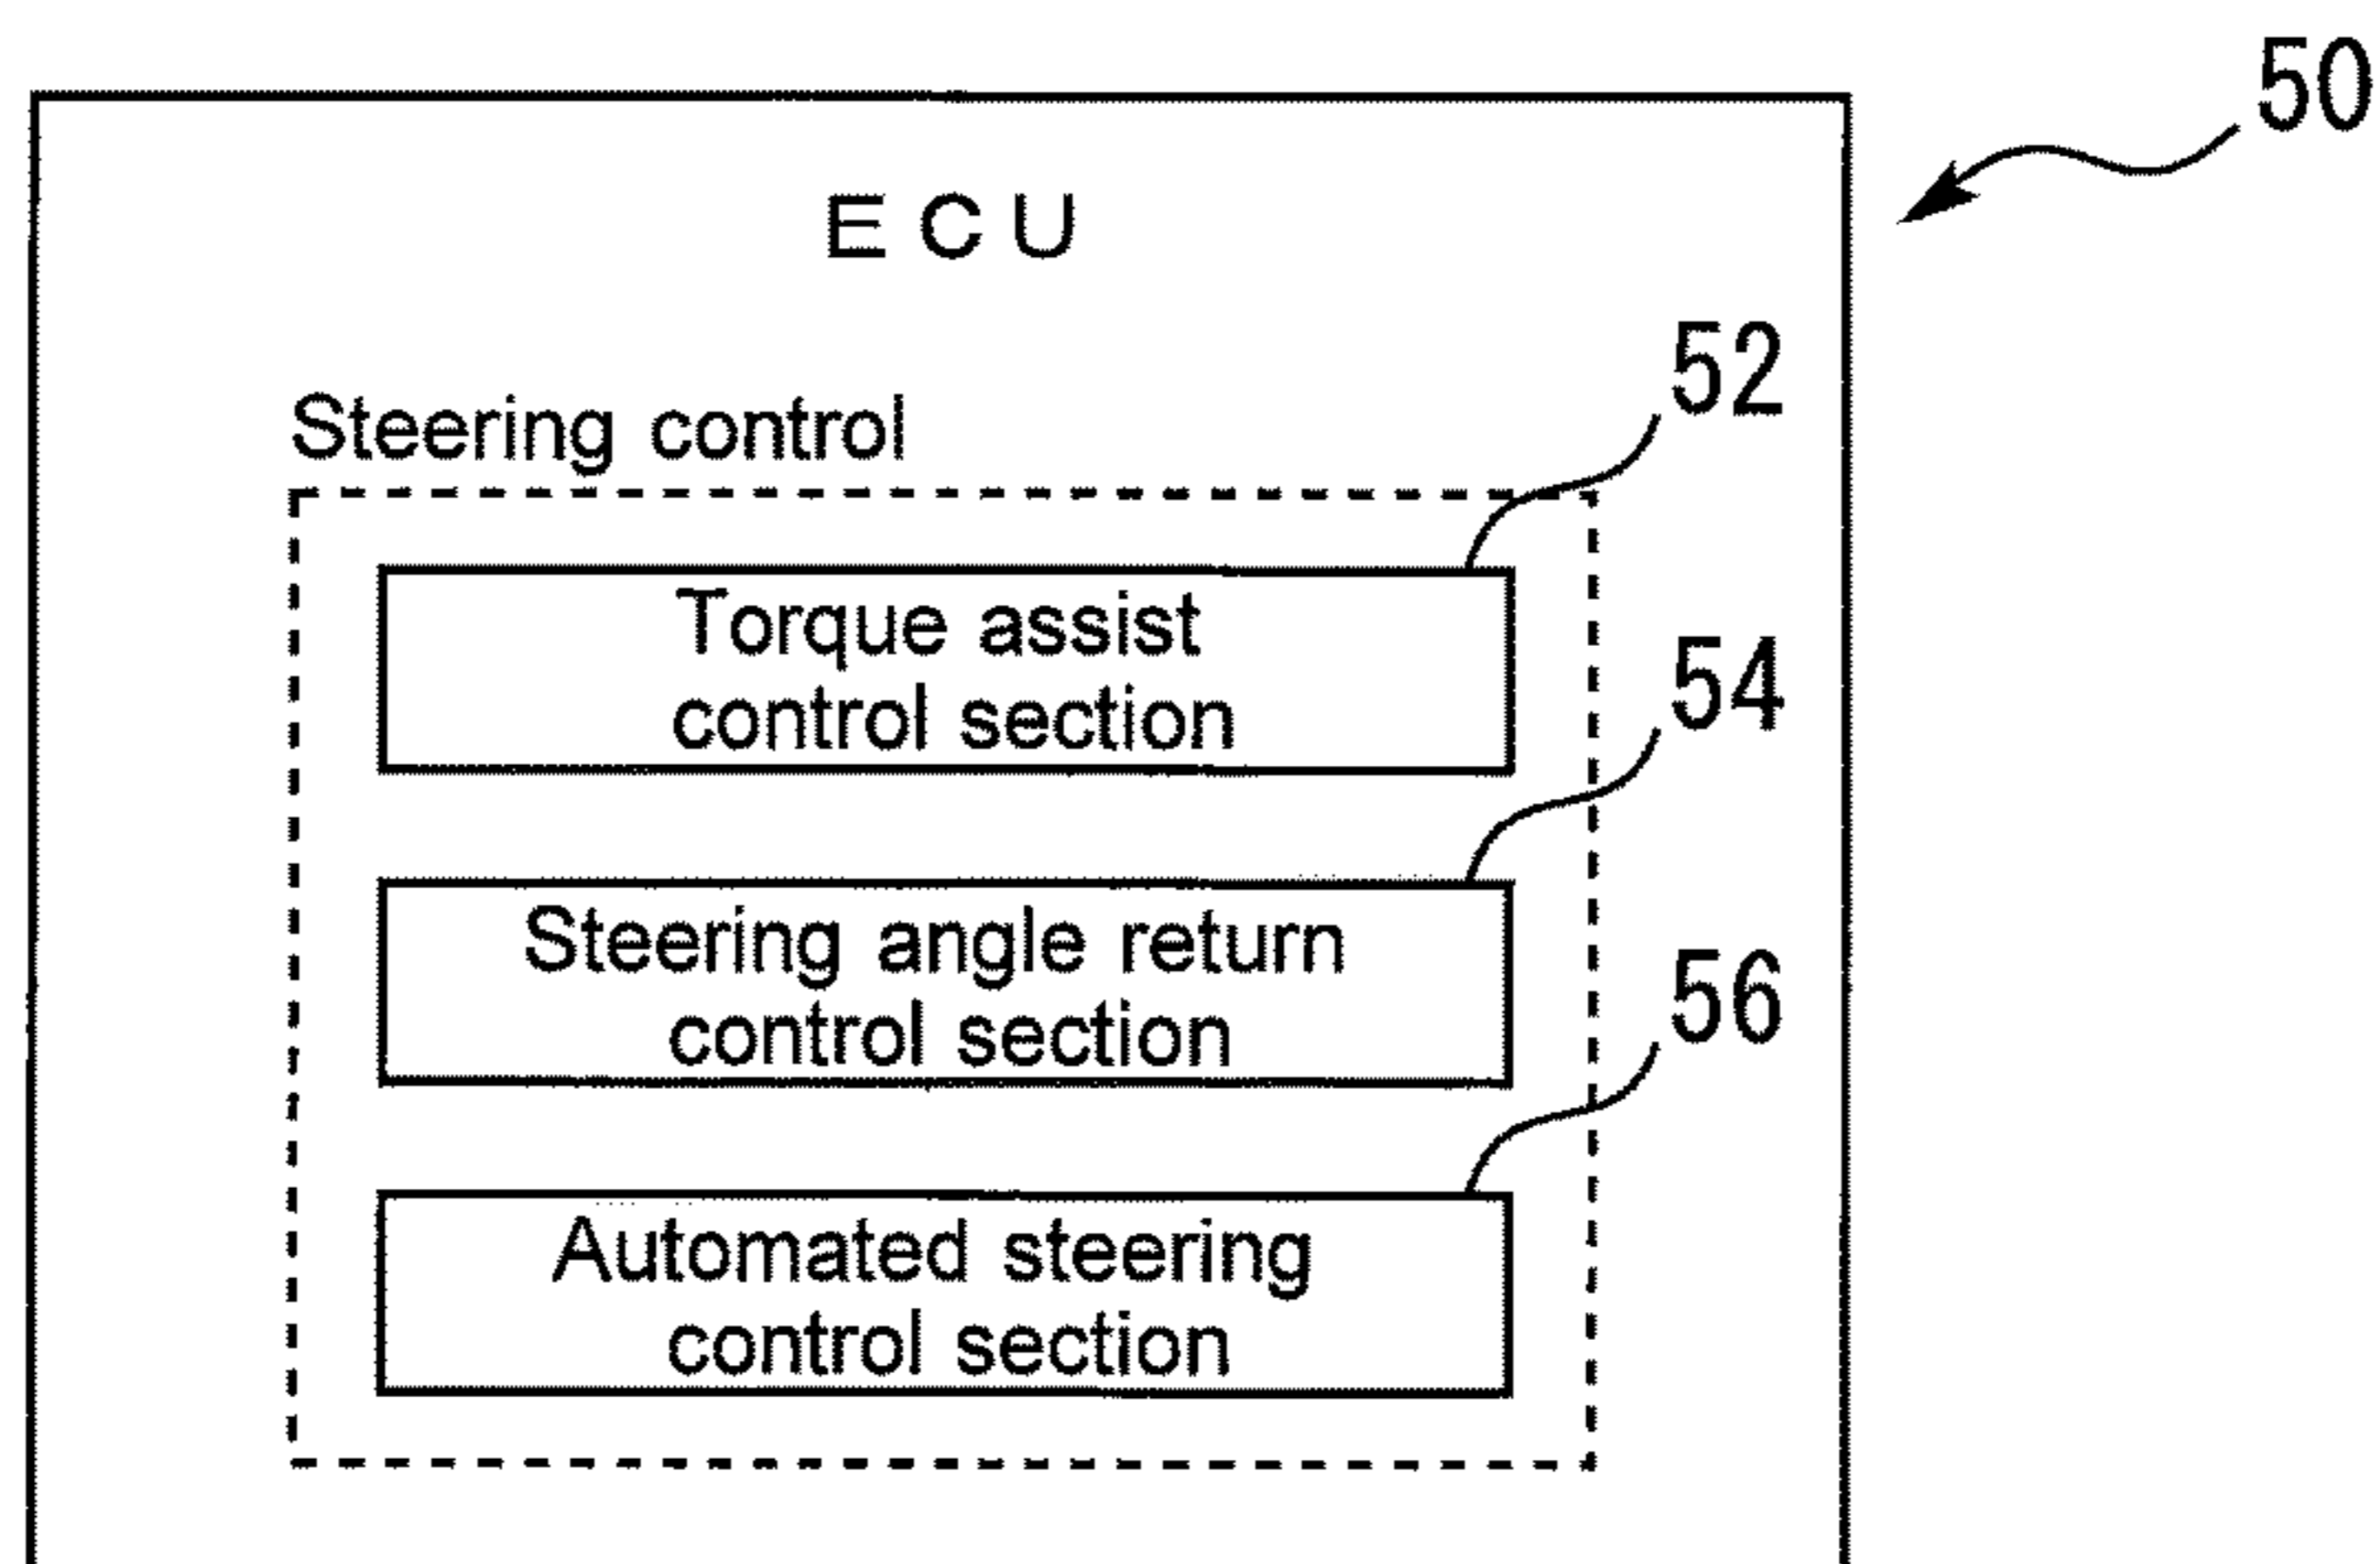 50
E C U
52
Steering control
Torque assist
control section
54
Steering angle return
control section
56
Automated steering
control section